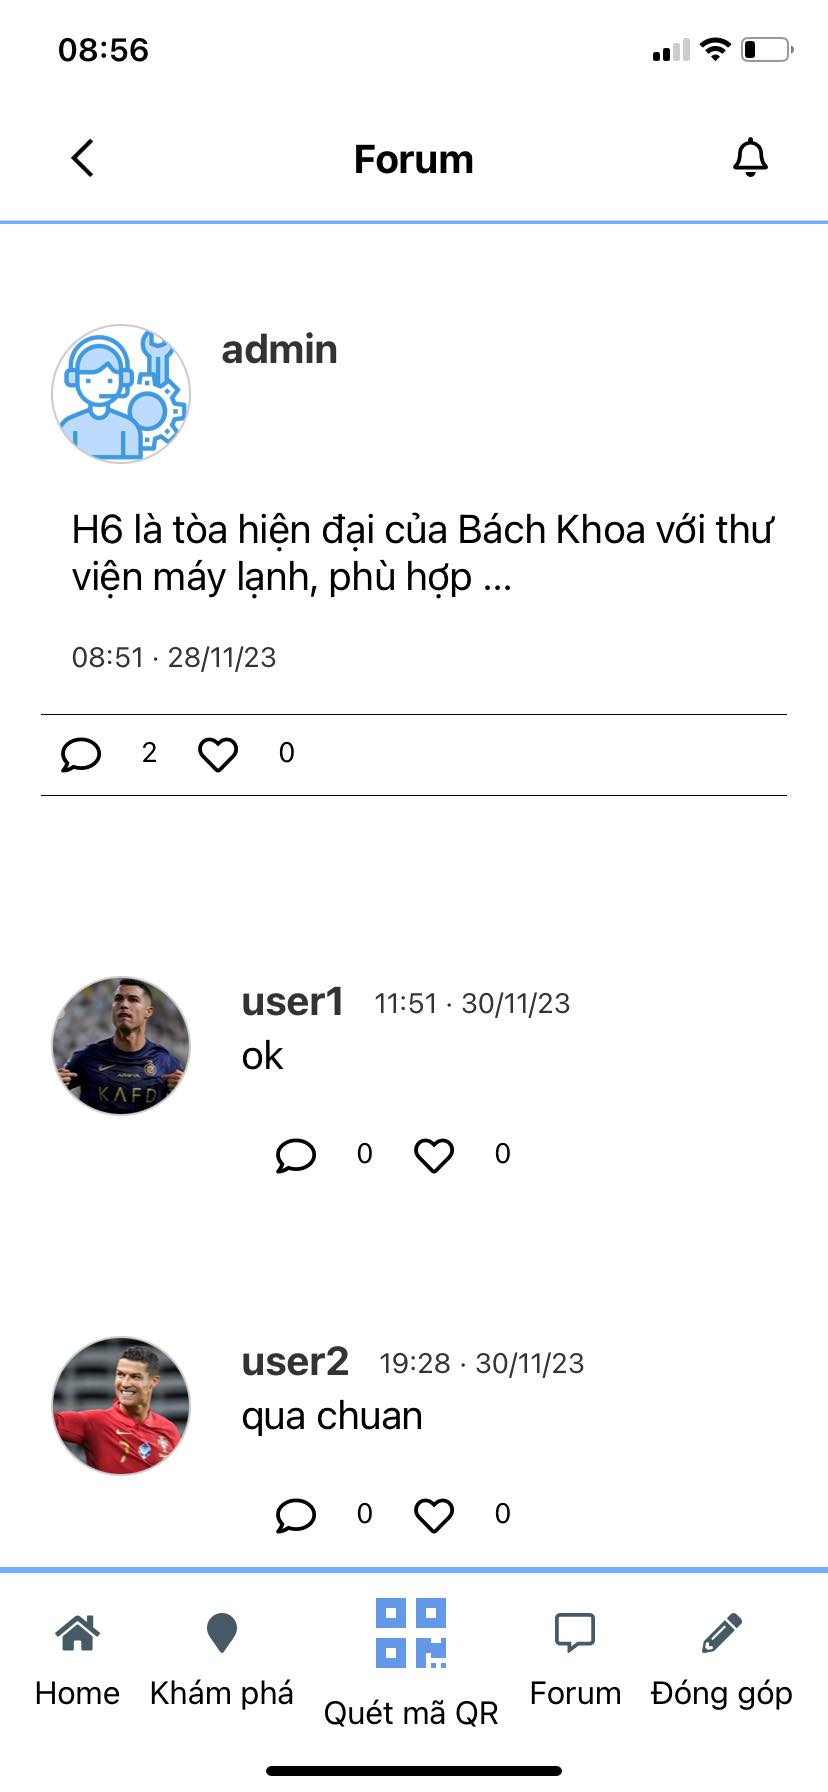 08:56
Forum
admin
H6 là tòa hiện đại của Bách Khoa với thư
viện máy lạnh, phù hợp ...
08:51 · 28/11/23
2 0
user1 11:51 · 30/11/23
ok
KAFD
0 0
user2 19:28 · 30/11/23
qua chuan
7
0 0
Home Khám phá Quét mã QR Forum Đóng góp